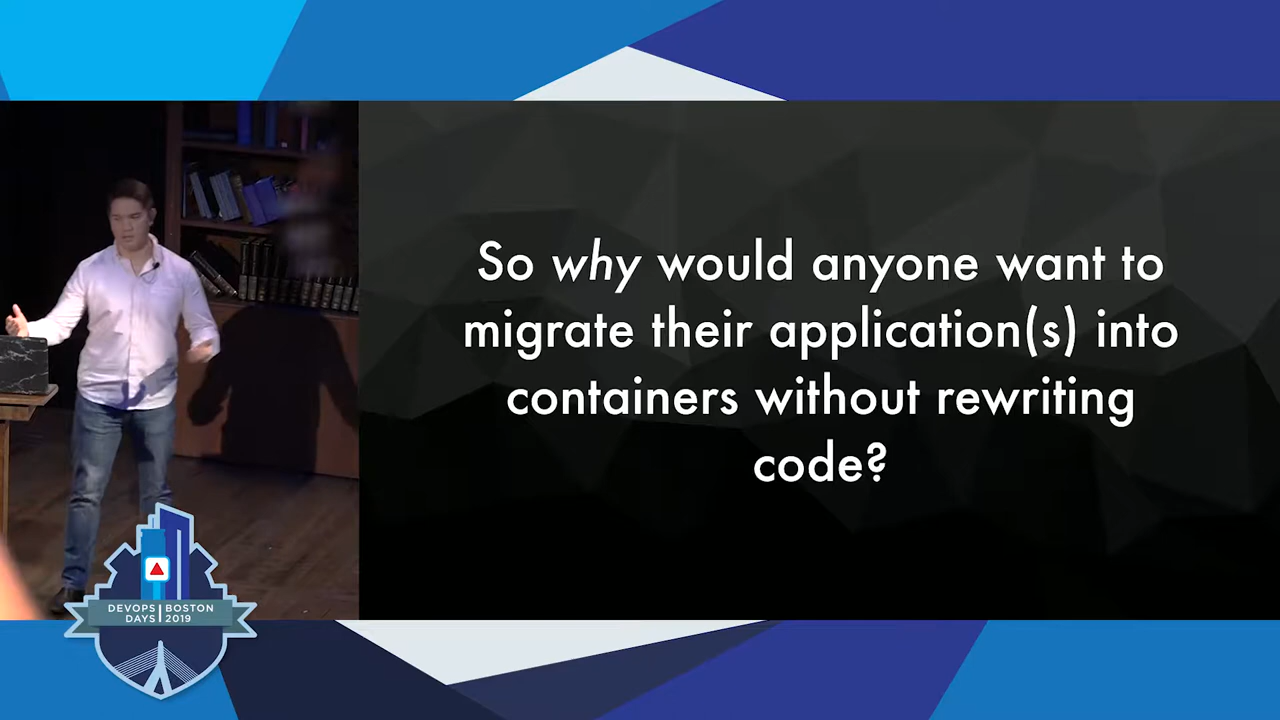 So why would anyone want to
migrate their application(s) into
containers without rewriting
code?
DEVOPS BOSTON
DAYS 2019